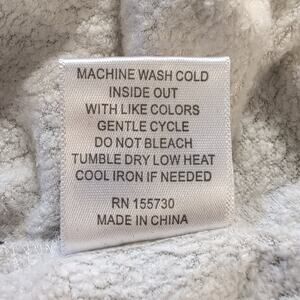 MACHINE WASH COLD
INSIDE OUT
WITH LIKE COLORS
GENTLE CYCLE
DO NOT BLEACH
TUMBLE DRY LOW HEAT
COOL IRON IF NEEDED
RN 155730
MADE IN CHINA